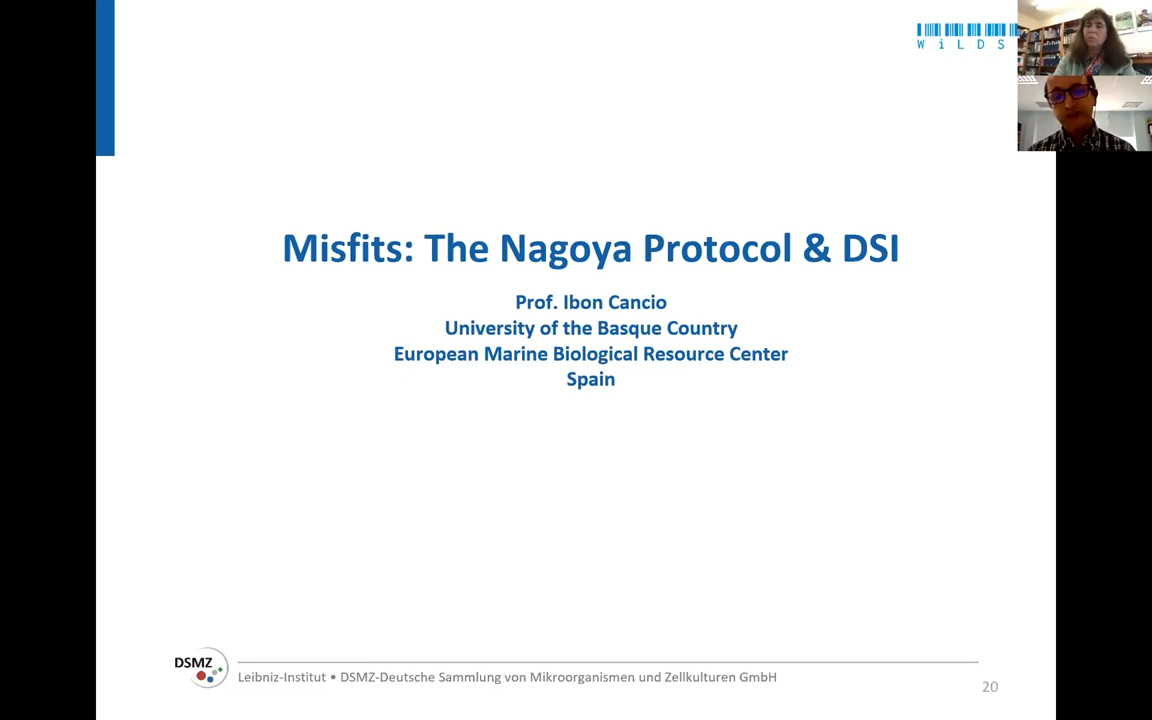 WiLDS
Misfits: The Nagoya Protocol & DSI
Prof. Ibon Cancio
University of the Basque Country
European Marine Biological Resource Center
Spain
DSMZ
Leibniz-Institut • DSMZ-Deutsche Sammlung von Mikroorganismen und Zellkulturen GmbH
20